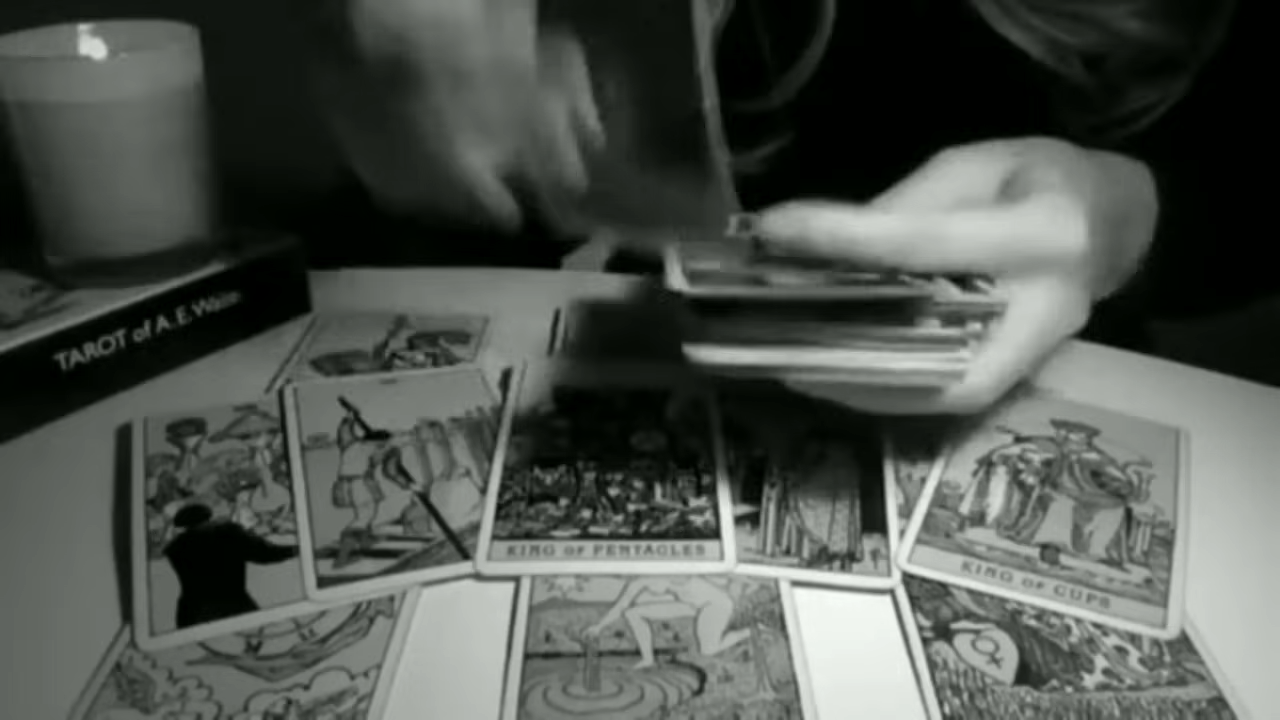 TAROT of A.E. Waite
KING of PENTACLES
KING of CUPS